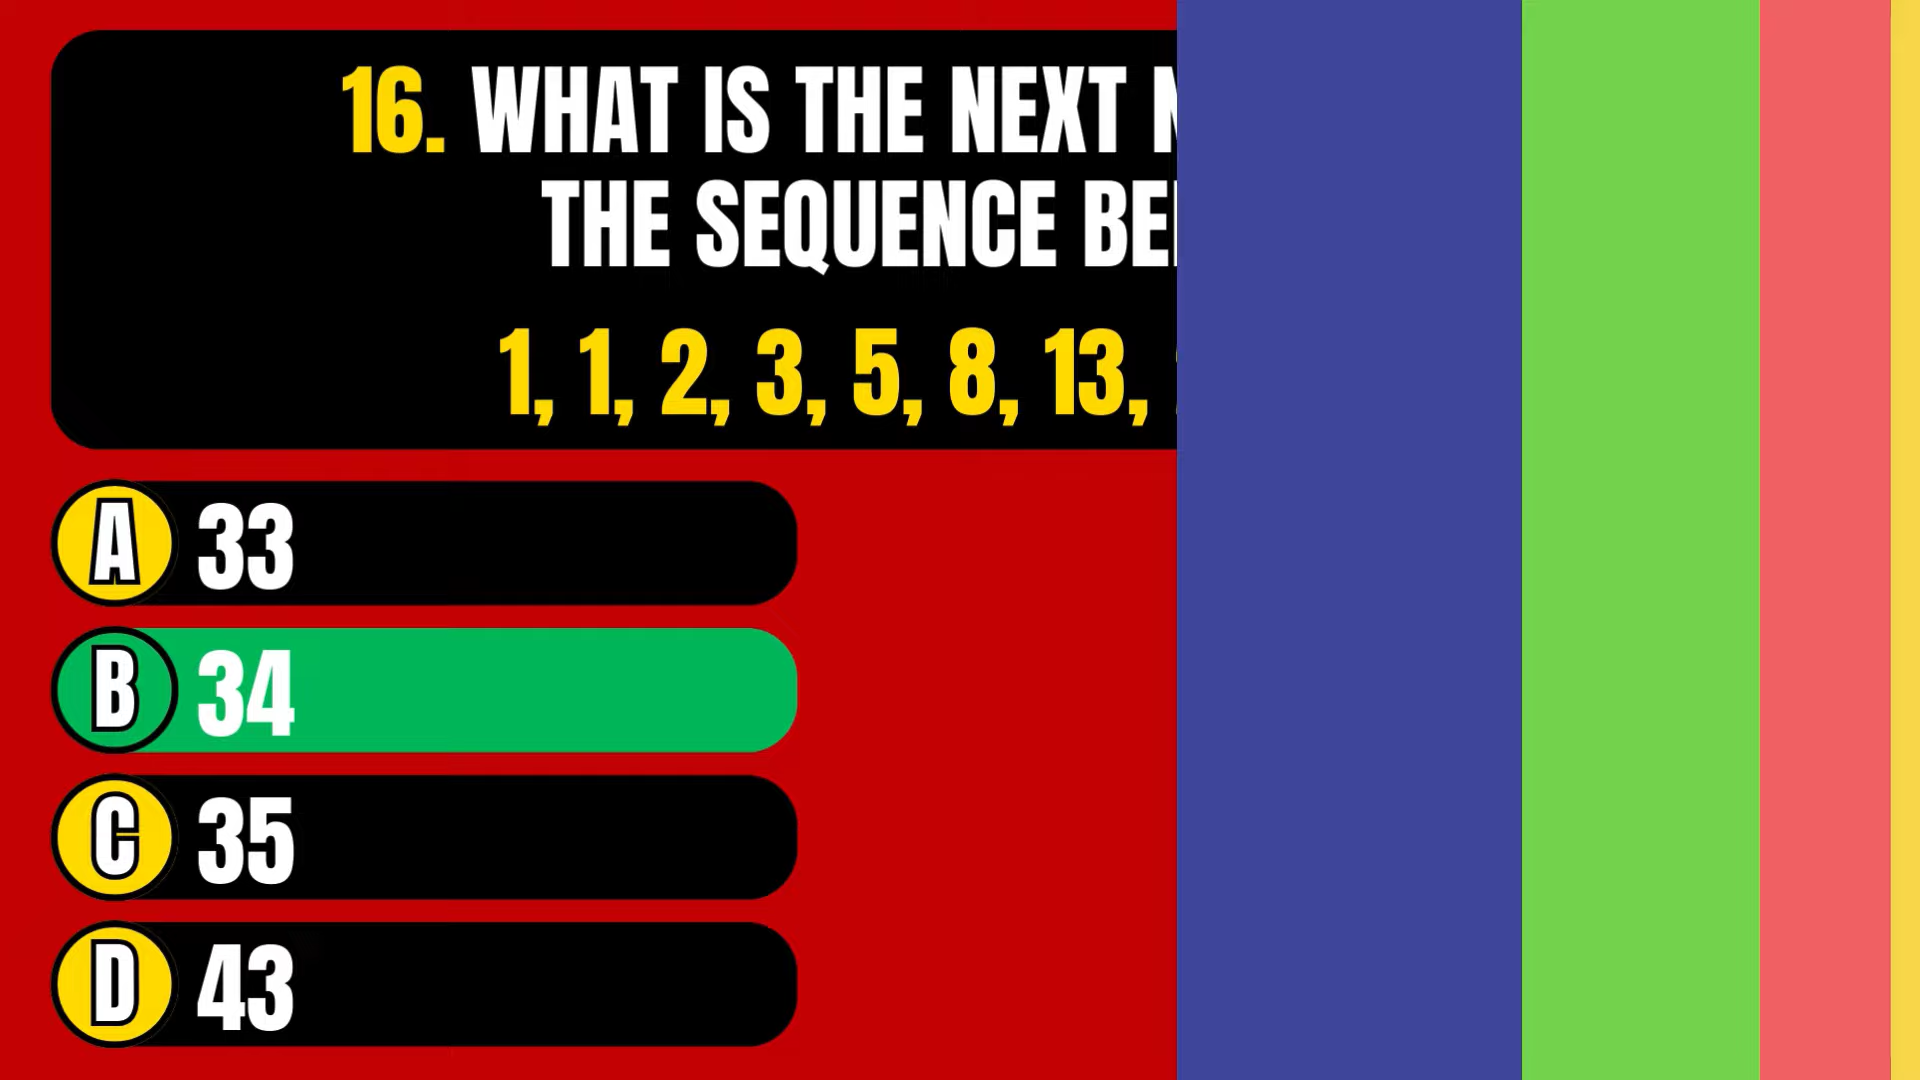 16. WHAT IS THE NEXT
THE SEQUENCE
1, 1, 2, 3, 5, 8, 13,
A 33
B 34
C 35
D 43